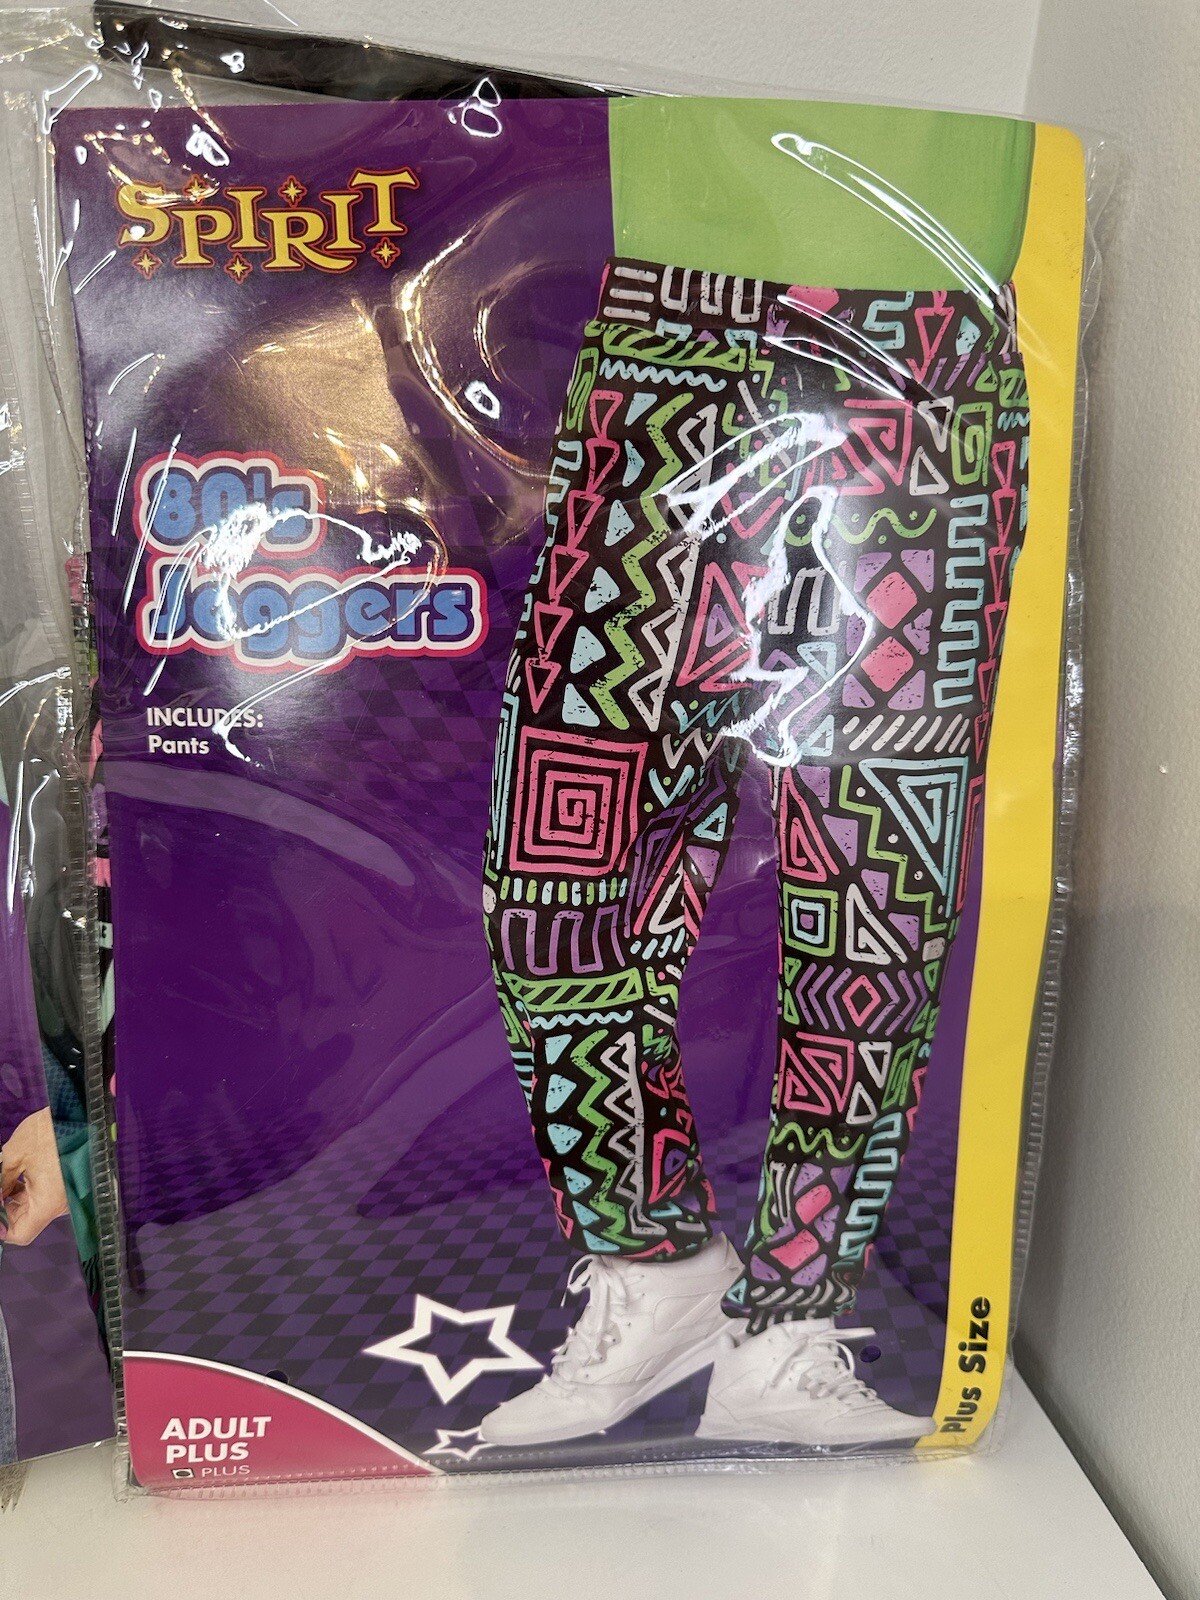 SPIRIT
80's
Joggers
INCLUDES:
Pants
ADULT
PLUS
PLUS
Plus Size